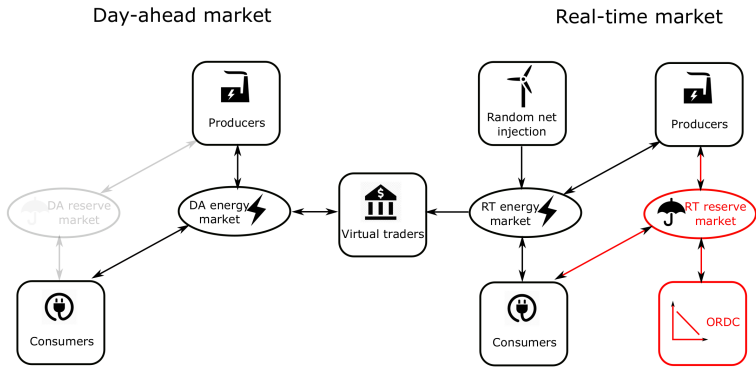 Day-ahead market
Real-time market
Producers
Random net
injection
Producers
DA reserve
market
DA energy
market
Virtual traders
RT energy
market
RT reserve
market
Consumers
Consumers
ORDC
$